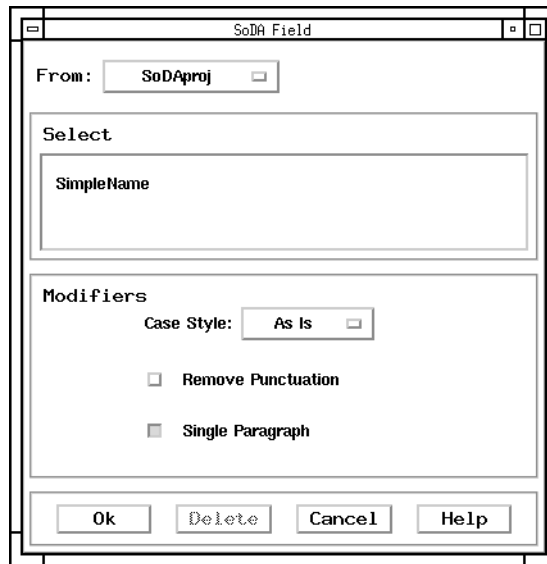 SoDA Field
From: SoDAproj
Select
SimpleName
Modifiers
Case Style: As Is
Remove Punctuation
Single Paragraph
Ok Delete Cancel Help